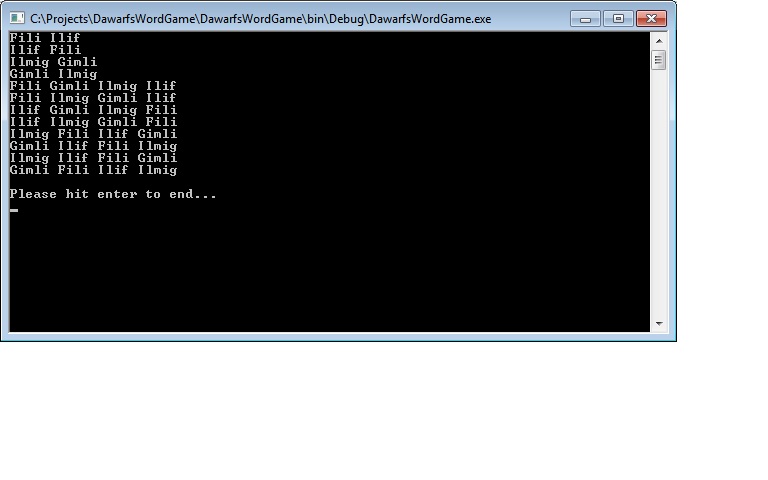 C:\Projects\DawarfsWordGame\DawarfsWordGame\bin\Debug\DawarfsWordGame.exe
Fili Ilif
Ilif Fili
Ilmig Gimli
Gimli Ilmig
Fili Gimli Ilmig Ilif
Fili Ilmig Gimli Ilif
Ilif Gimli Ilmig Fili
Ilif Ilmig Gimli Fili
Ilmig Fili Ilif Gimli
Gimli Ilif Fili Ilmig
Ilmig Ilif Fili Gimli
Gimli Fili Ilif Ilmig
Please hit enter to end...